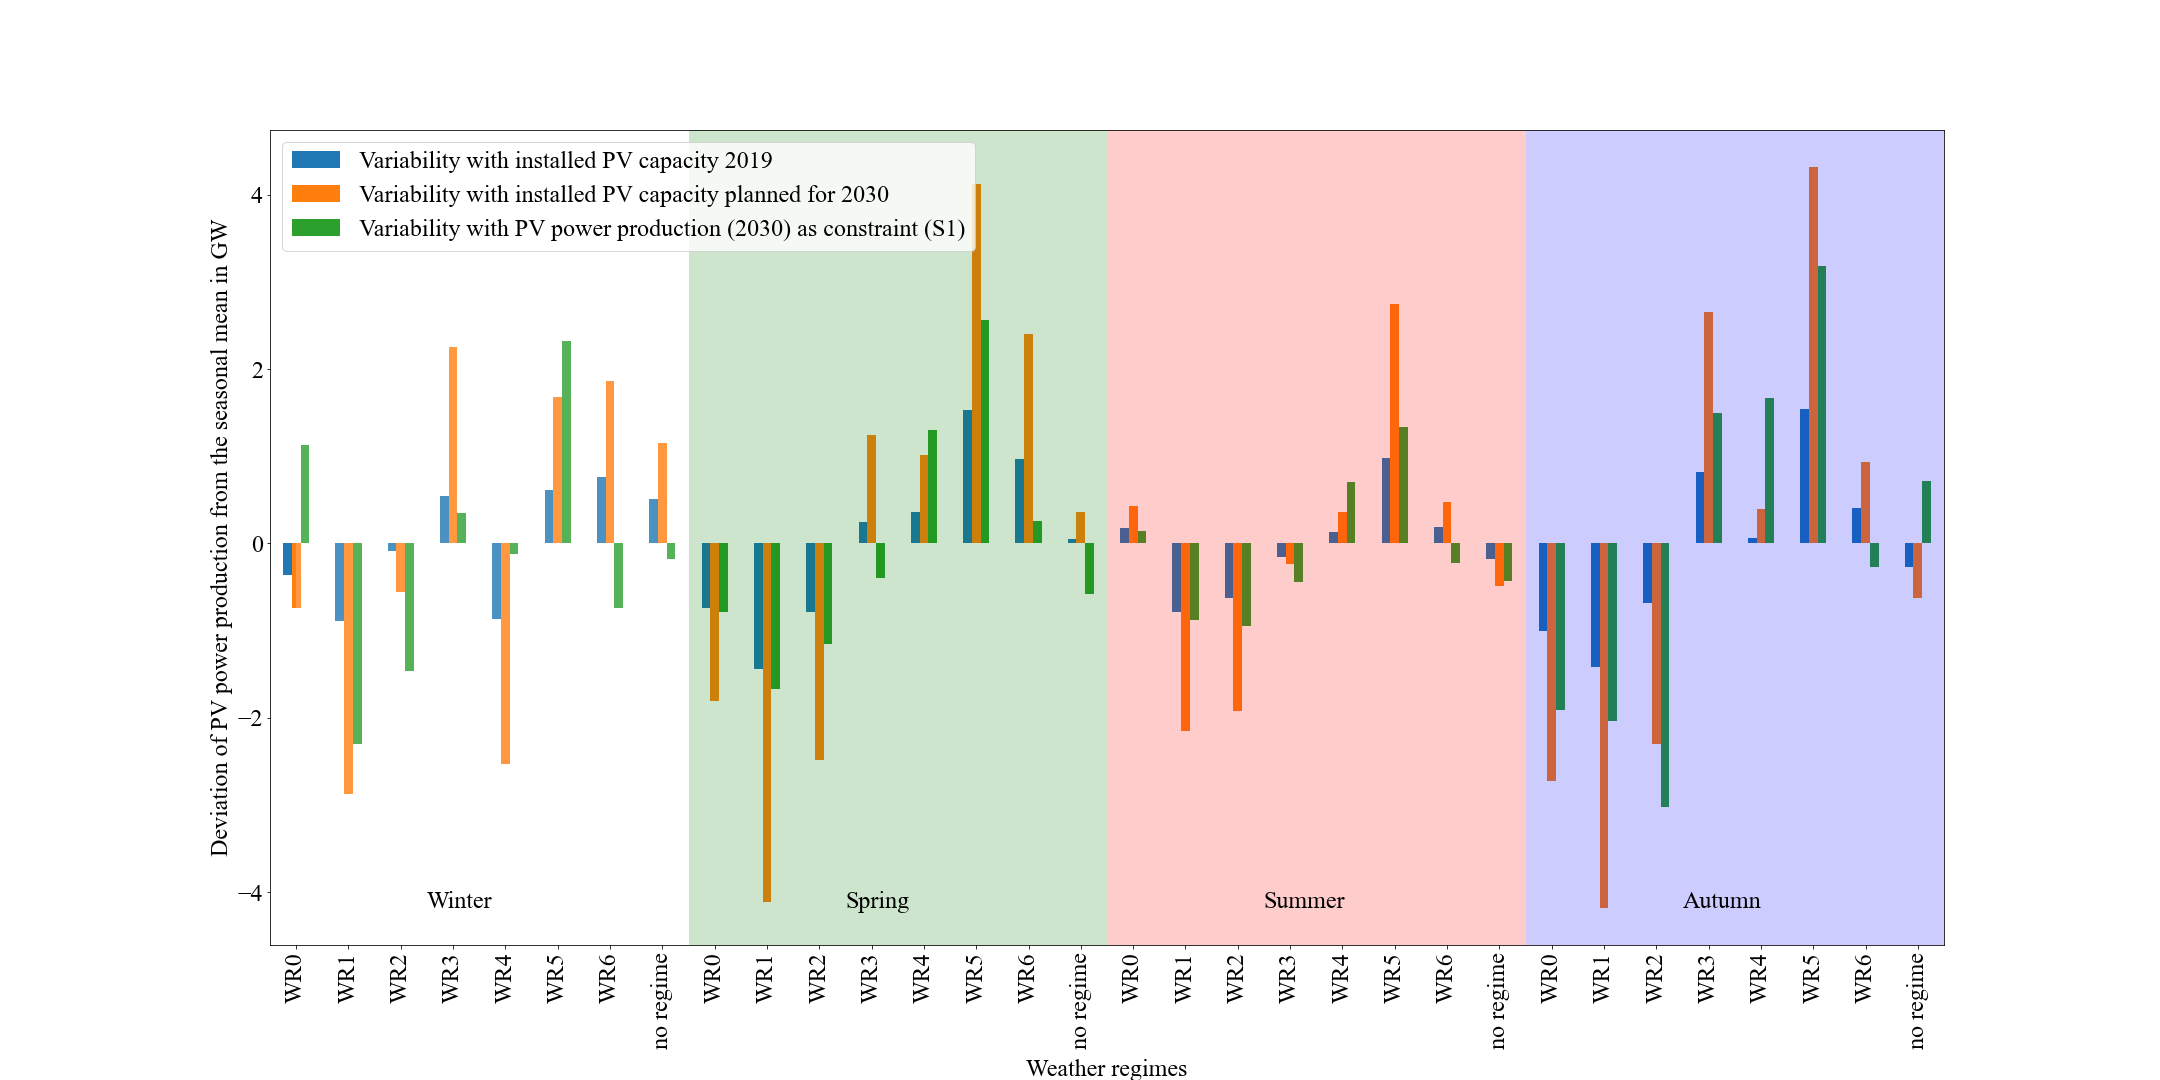 Variability with installed PV capacity 2019
Variability with installed PV capacity planned for 2030
Variability with PV power production (2030) as constraint (S1)
Deviation of PV power production from the seasonal mean in GW
4
2
0
−2
−4
Winter
Spring
Summer
Autumn
WR0
WR1
WR2
WR3
WR4
WR5
WR6
no regime
WR0
WR1
WR2
WR3
WR4
WR5
WR6
no regime
WR0
WR1
WR2
WR3
WR4
WR5
WR6
no regime
WR0
WR1
WR2
WR3
WR4
WR5
WR6
no regime
Weather regimes